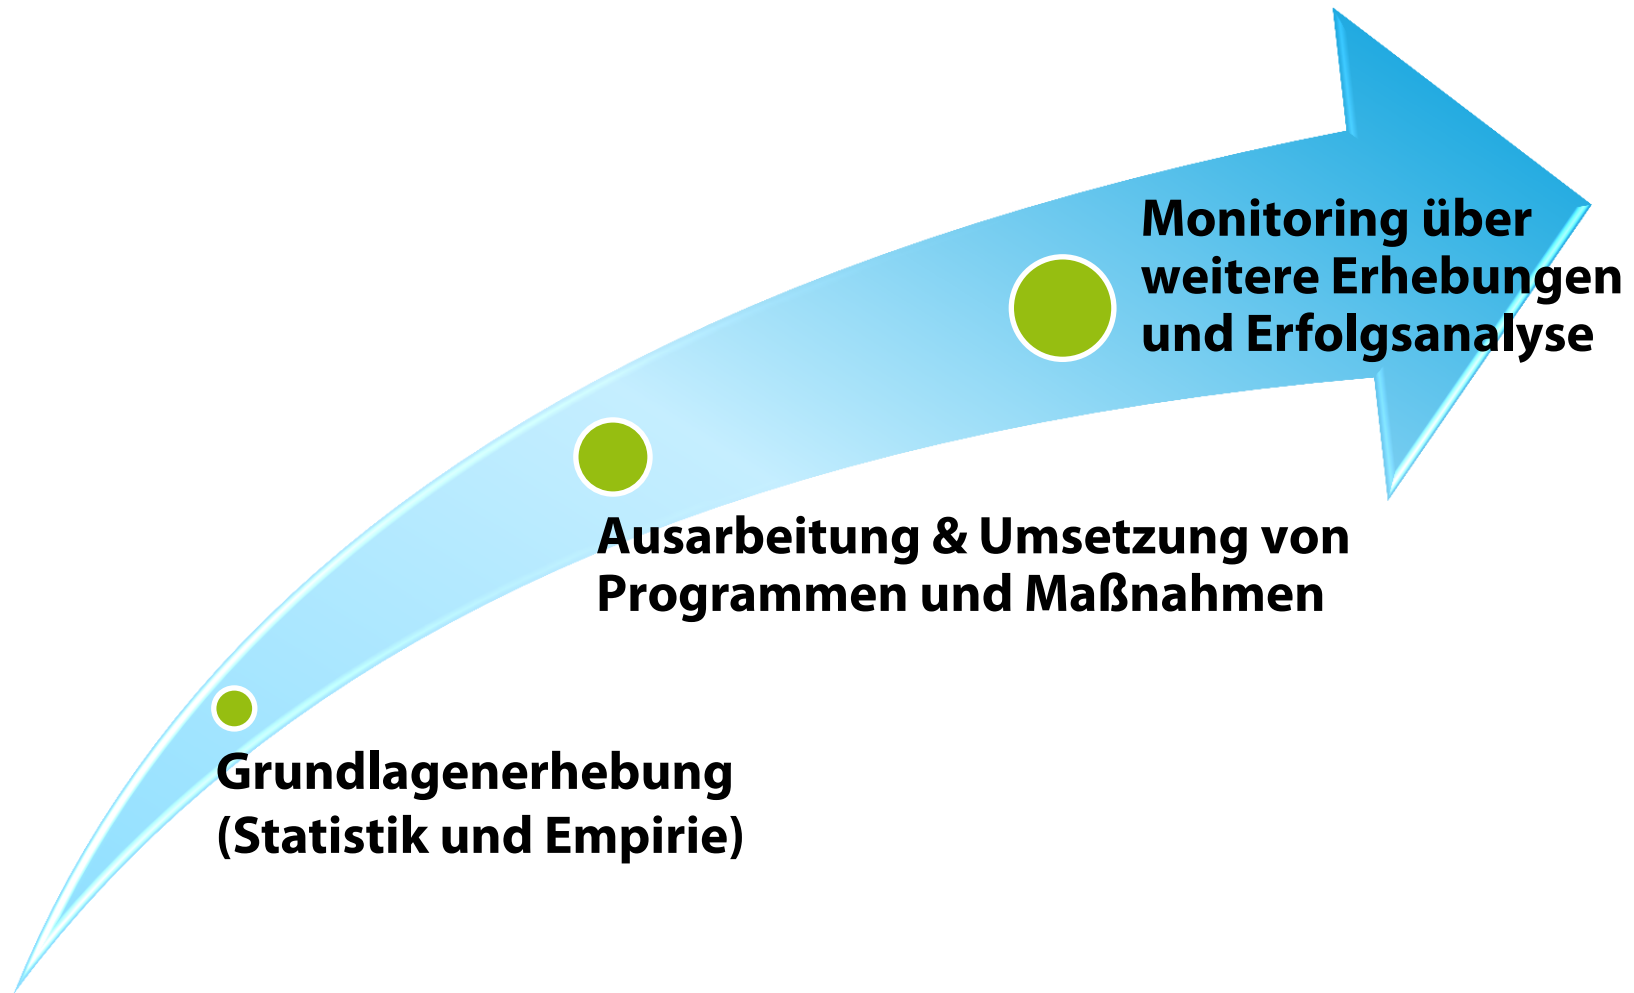 Monitoring über
weitere Erhebungen
und Erfolgsanalyse
Ausarbeitung & Umsetzung von
Programmen und Maßnahmen
Grundlagenerhebung
(Statistik und Empirie)